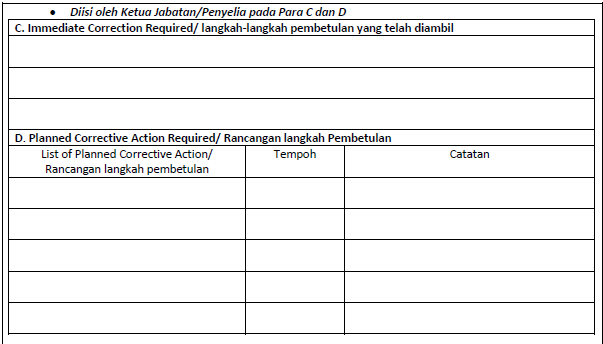 • Diisi oleh Ketua Jabatan/Penyelia pada Para C dan D
C. Immediate Correction Required/ langkah-langkah pembetulan yang telah diambil
D. Planned Corrective Action Required/ Rancangan langkah Pembetulan
List of Planned Corrective Action/
Rancangan langkah pembetulan
Tempoh
Catatan